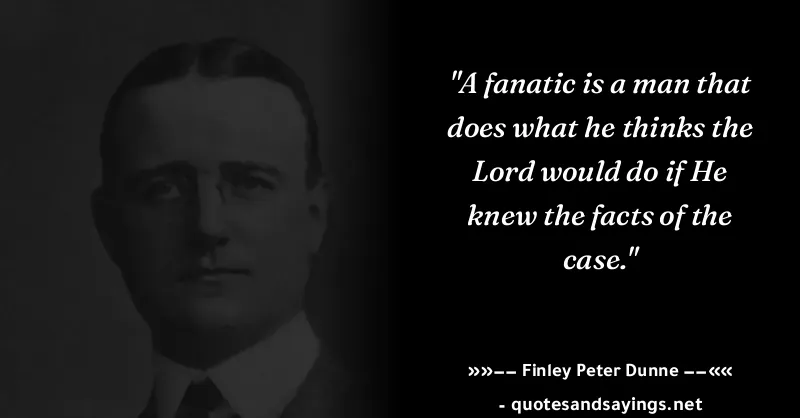 "A fanatic is a man that
does what he thinks the
Lord would do if He
knew the facts of the
case."
»»−− Finley Peter Dunne −−««
- quotesandsayings.net